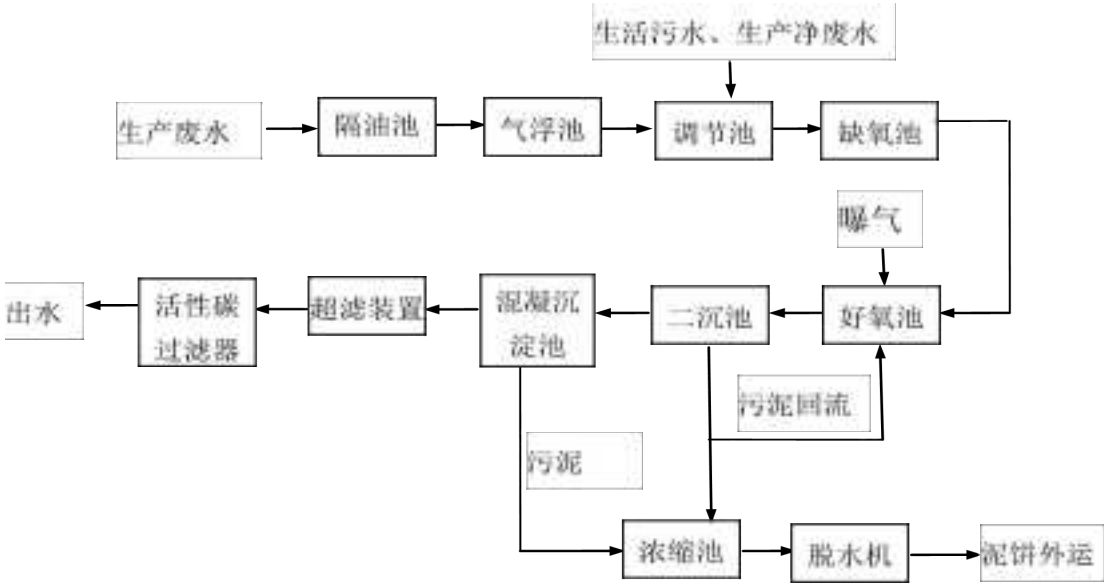 生活污水、生产净废水
生产废水
隔油池
气浮池
调节池
缺氧池
曝气
出水
活性碳
过滤器
超滤装置
混凝沉
淀池
二沉池
好氧池
污泥回流
污泥
浓缩池
脱水机
泥饼外运